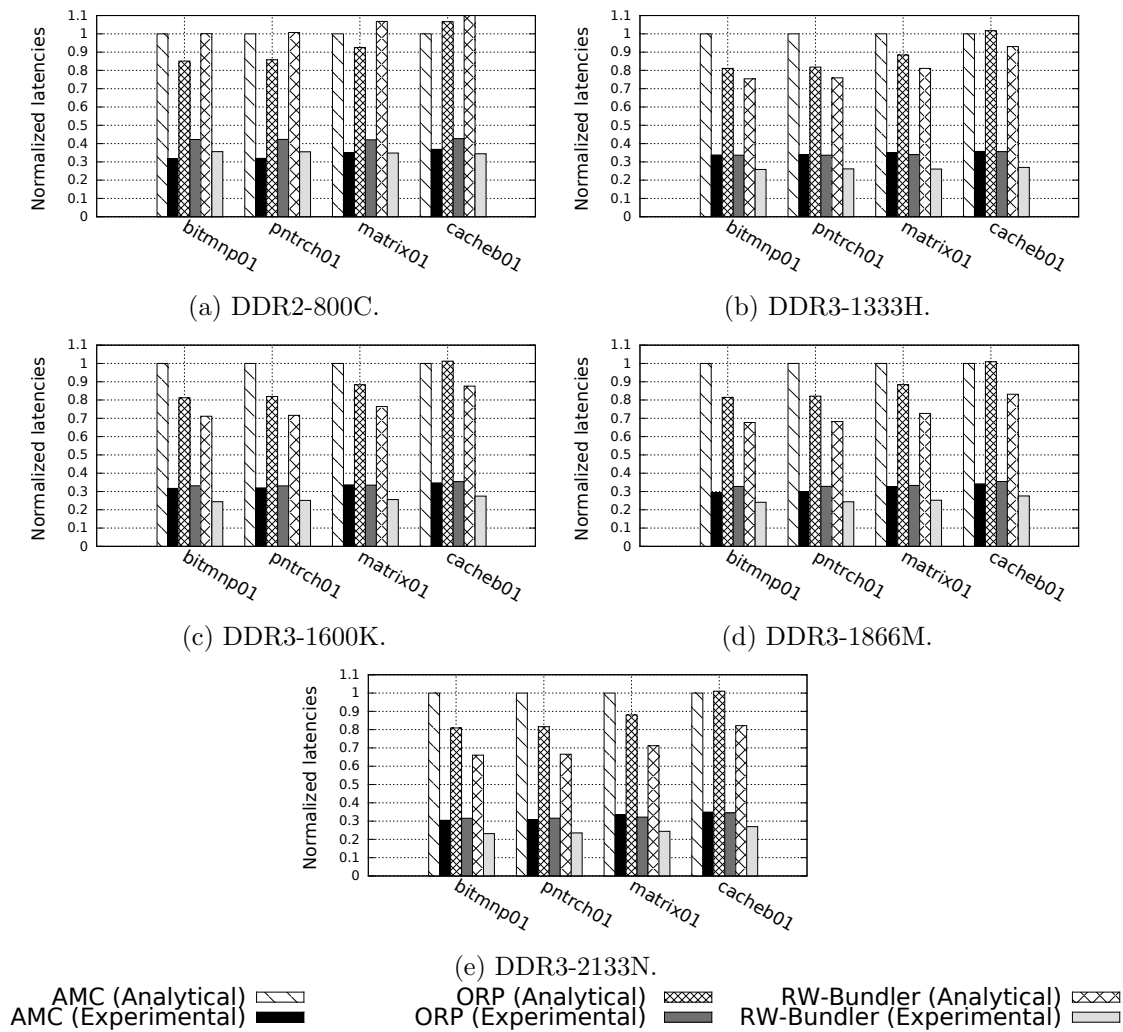 1.1
1
0.9
0.8
0.7
0.6
0.5
0.4
0.3
0.2
0.1
0
Normalized latencies
bitmnp01
pntrch01
matrix01
cacheb01
(a) DDR2-800C.
1.1
1
0.9
0.8
0.7
0.6
0.5
0.4
0.3
0.2
0.1
0
Normalized latencies
bitmnp01
pntrch01
matrix01
cacheb01
(b) DDR3-1333H.
1.1
1
0.9
0.8
0.7
0.6
0.5
0.4
0.3
0.2
0.1
0
Normalized latencies
bitmnp01
pntrch01
matrix01
cacheb01
(c) DDR3-1600K.
1.1
1
0.9
0.8
0.7
0.6
0.5
0.4
0.3
0.2
0.1
0
Normalized latencies
bitmnp01
pntrch01
matrix01
cacheb01
(d) DDR3-1866M.
1.1
1
0.9
0.8
0.7
0.6
0.5
0.4
0.3
0.2
0.1
0
Normalized latencies
bitmnp01
pntrch01
matrix01
cacheb01
(e) DDR3-2133N.
AMC (Analytical)
AMC (Experimental)
ORP (Analytical)
ORP (Experimental)
RW-Bundler (Analytical)
RW-Bundler (Experimental)